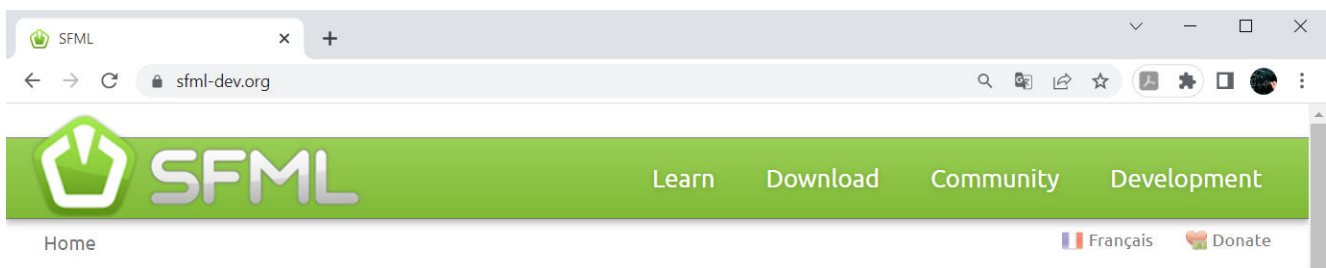 SFML
sfml-dev.org
SFML Learn Download Community Development
Home Français Donate